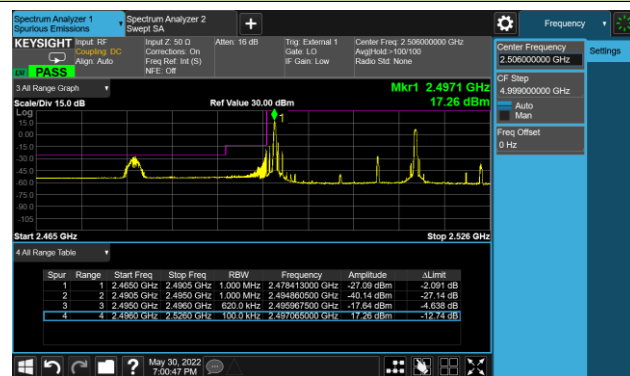 Spectrum Analyzer 1
Spurious Emissions
Spectrum Analyzer 2
Swept SA
Frequency
KEYSIGHT
Input: RF
Coupling: DC
Align: Auto
Input Z: 50 Ω
Corrections: On
Freq Ref: Int (S)
NFE: Off
Atten: 16 dB
Trig: External 1
Gate: LO
IF Gain: Low
Center Freq: 2.506000000 GHz
Avg|Hold:>100/100
Radio Std: None
PASS
Center Frequency
2.506000000 GHz
Settings
CF Step
4.999000000 GHz
Auto
Man
Freq Offset
0 Hz
3 All Range Graph
Mkr1 2.4971 GHz
Scale/Div 15.0 dB
Ref Value 30.00 dBm
17.26 dBm
Log
15.0
0.00
-15.0
-30.0
-45.0
-60.0
-75.0
-90.0
-105
1
Start 2.465 GHz
Stop 2.526 GHz
4 All Range Table
Spur Range Start Freq Stop Freq RBW Frequency Amplitude ΔLimit
1 1 2.4650 GHz 2.4905 GHz 1.000 MHz 2.478413000 GHz -27.09 dBm -2.091 dB
2 2 2.4905 GHz 2.4950 GHz 1.000 MHz 2.494860500 GHz -40.14 dBm -27.14 dB
3 3 2.4950 GHz 2.4960 GHz 620.0 kHz 2.495967500 GHz -17.64 dBm -4.638 dB
4 4 2.4960 GHz 2.5260 GHz 100.0 kHz 2.497065000 GHz 17.26 dBm -12.74 dB
May 30, 2022
7:00:47 PM